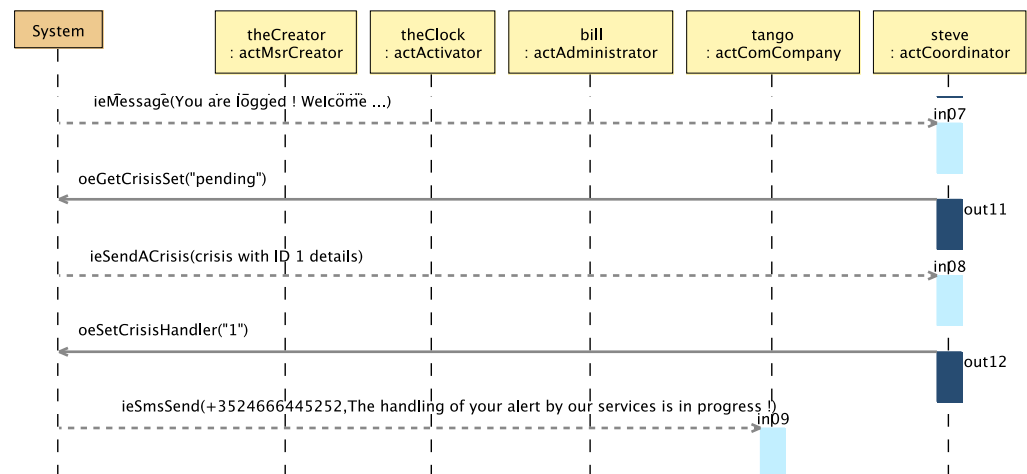 System
theCreator
: actMsrCreator
theClock
: actActivator
bill
: actAdministrator
tango
: actComCompany
steve
: actCoordinator
ieMessage(You are logged ! Welcome ...)
in07
oeGetCrisisSet("pending")
out11
ieSendACrisis(crisis with ID 1 details)
in08
oeSetCrisisHandler("1")
out12
ieSmsSend(+3524666445252,The handling of your alert by our services is in progress !)
in09